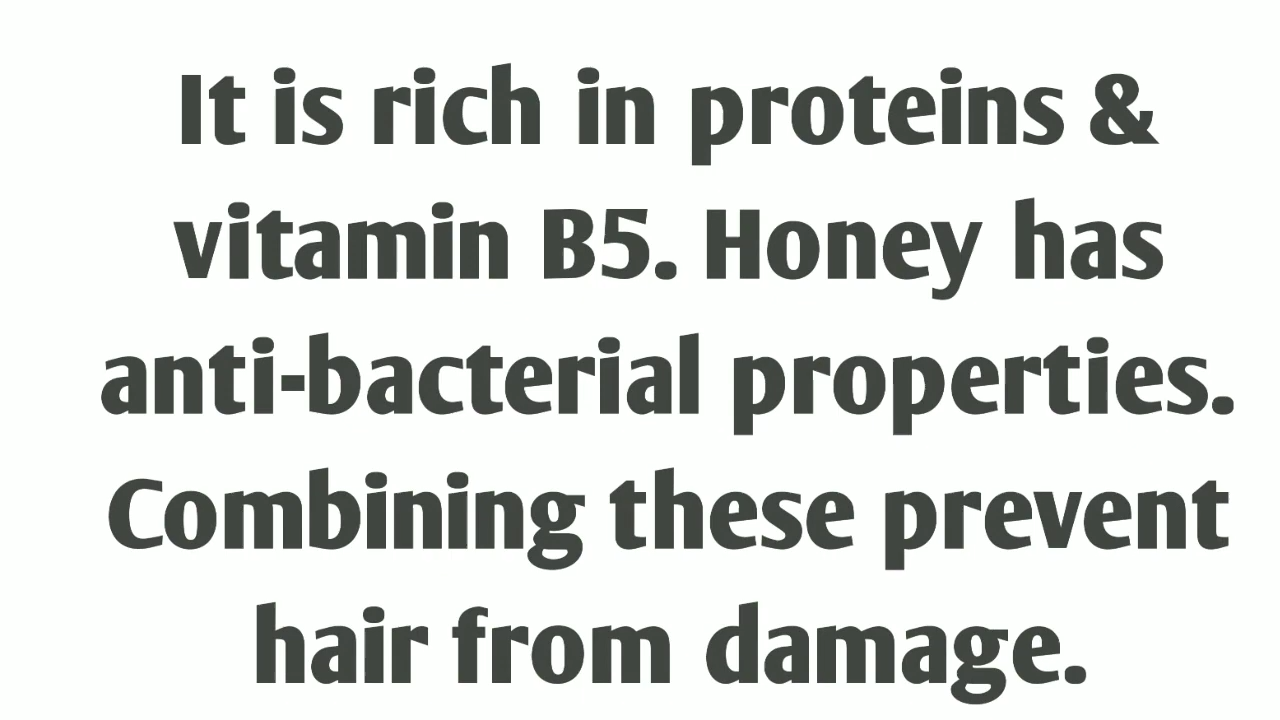 It is rich in proteins &
vitamin B5. Honey has
anti-bacterial properties.
Combining these prevent
hair from damage.